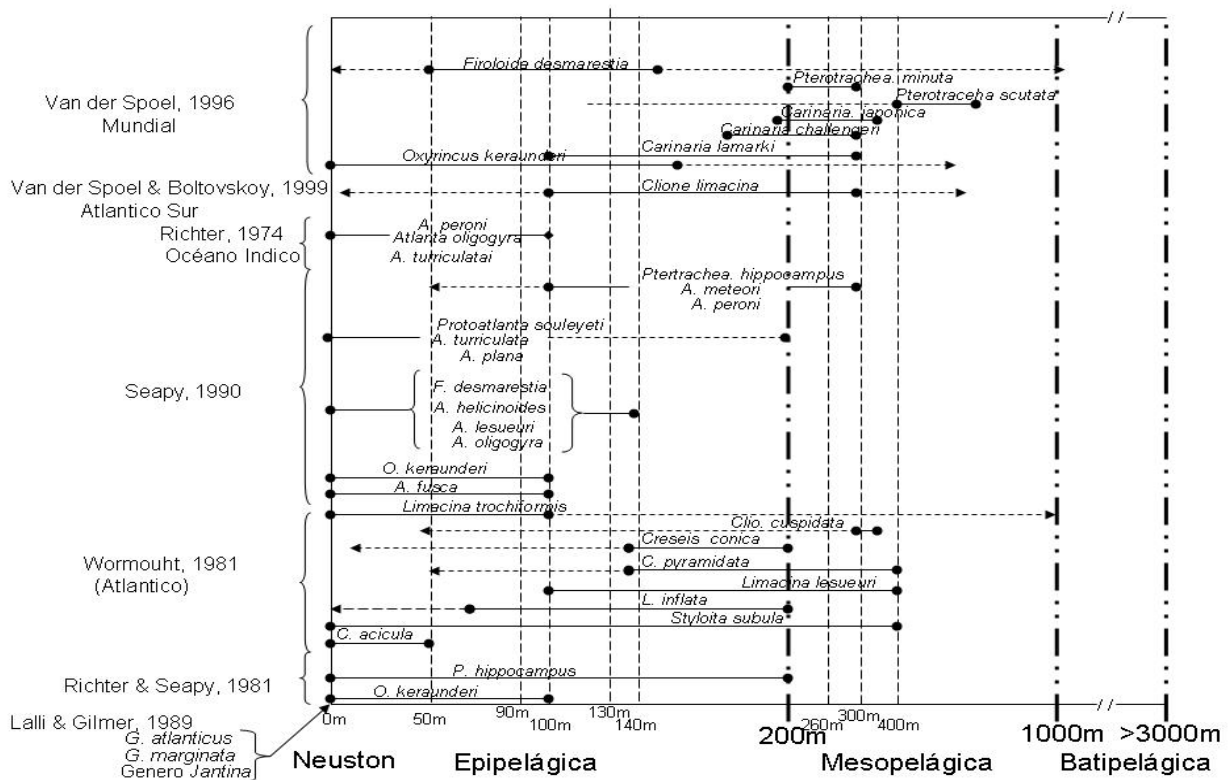 Firoloida desmarestia
Pterotrachea. minuta
Pterotraceha scutata
Carinaria. japonica
Carinaria challengeri
Carinaria lamarki
Oxyrincus keraunderi
Van der Spoel, 1996
Mundial
Van der Spoel & Boltovskoy, 1999
Atlantico Sur
Clione limacina
Richter, 1974
Océano Indico
A. peroni
Atlanta oligogyra
A. turriculatai
Ptertrachea. hippocampus
A. meteori
A. peroni
Protoatlanta souleyeti
A. turriculata
A. plana
Seapy, 1990
F. desmarestia
A. helicinoides
A. lesueuri
A. oligogyra
O. keraunderi
A. fusca
Limacina trochiformis
Clio. cuspidata
Creseis conica
Wormouht, 1981
(Atlantico)
C. pyramidata
Limacina lesueuri
L. inflata
Styloita subula
C. acicula
Richter & Seapy, 1981
P. hippocampus
O. keraunderi
Lalli & Gilmer, 1989
G. atlanticus
G. marginata
Genero Jantina
0m 50m 90m 100m 130m 140m 200m 260m 300m 400m 1000m >3000m
Neuston Epipelágica Mesopelágica Batipelágica